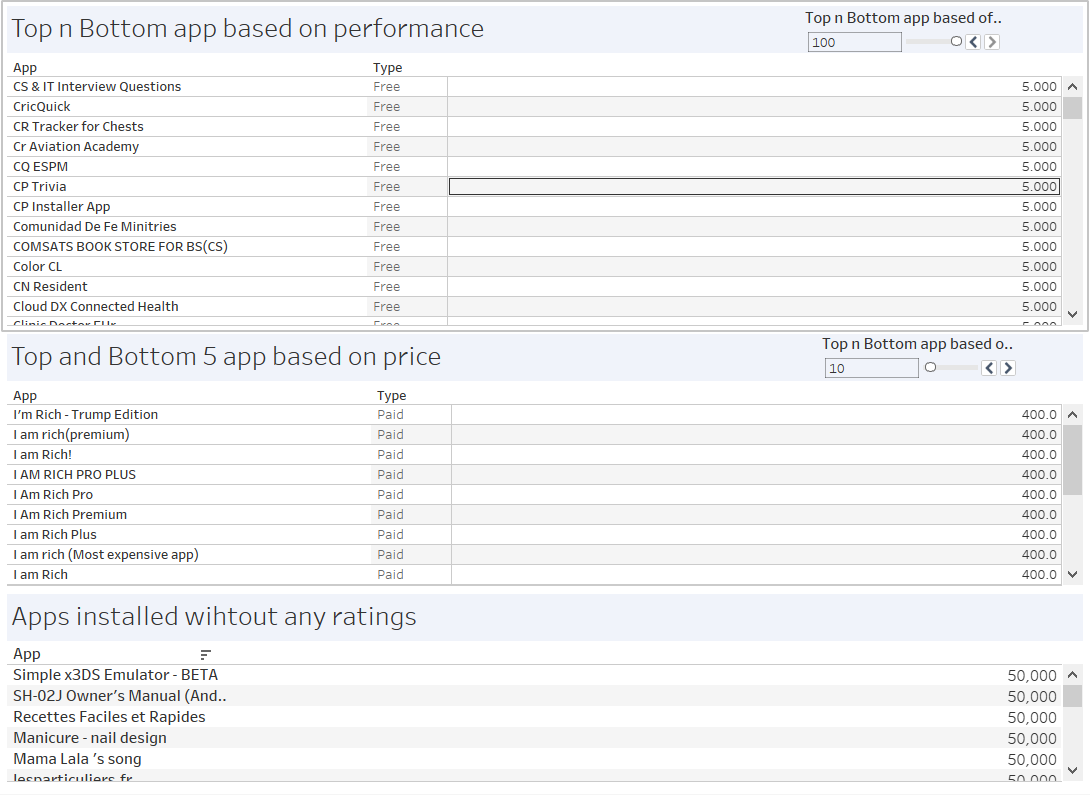 Top n Bottom app based on performance
Top n Bottom app based of..
100
App Type
CS & IT Interview Questions Free 5.000
CricQuick Free 5.000
CR Tracker for Chests Free 5.000
Cr Aviation Academy Free 5.000
CQ ESPM Free 5.000
CP Trivia Free 5.000
CP Installer App Free 5.000
Comunidad De Fe Minitries Free 5.000
COMSATS BOOK STORE FOR BS(CS) Free 5.000
Color CL Free 5.000
CN Resident Free 5.000
Cloud DX Connected Health Free 5.000
Clinic Doctor EHr Free 5.000
Top and Bottom 5 app based on price
Top n Bottom app based o..
10
App Type
I'm Rich - Trump Edition Paid 400.0
I am rich(premium) Paid 400.0
I am Rich! Paid 400.0
I AM RICH PRO PLUS Paid 400.0
I Am Rich Pro Paid 400.0
I Am Rich Premium Paid 400.0
I am Rich Plus Paid 400.0
I am rich (Most expensive app) Paid 400.0
I am Rich Paid 400.0
Apps installed wihtout any ratings
App
Simple x3DS Emulator - BETA 50,000
SH-02J Owner's Manual (And.. 50,000
Recettes Faciles et Rapides 50,000
Manicure - nail design 50,000
Mama Lala 's song 50,000
lesparticuliers.fr 50,000